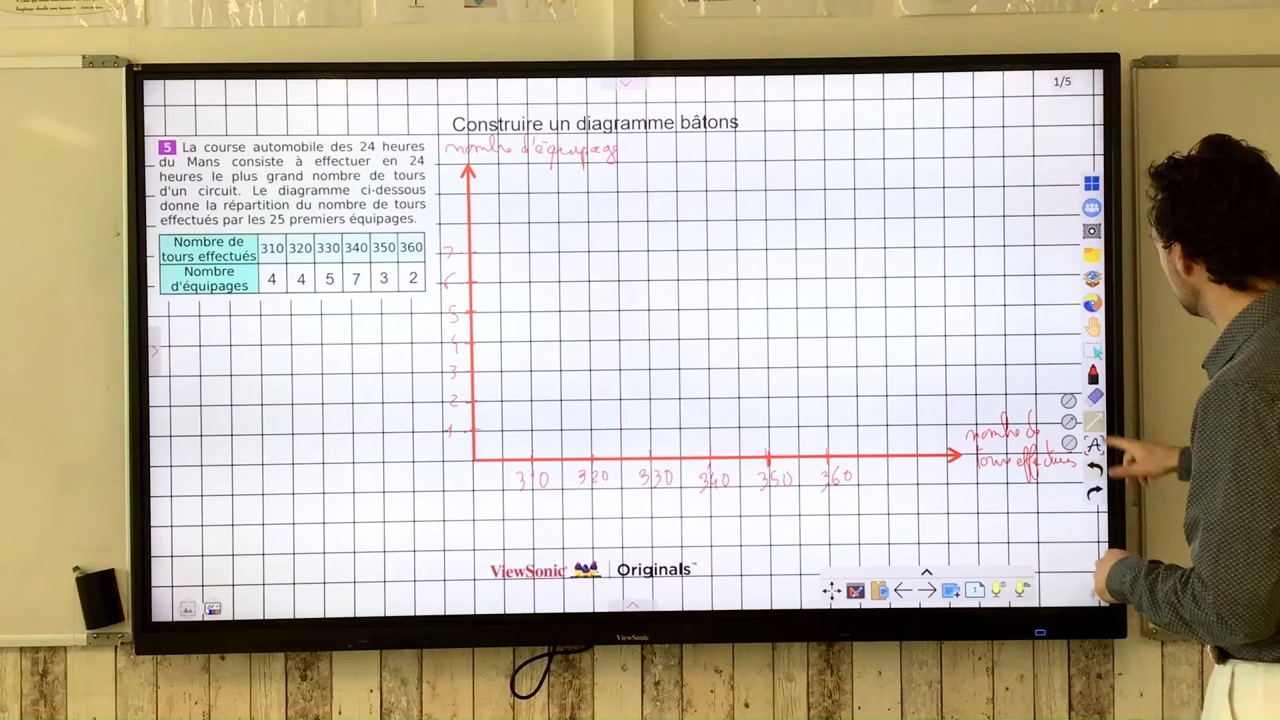 1/5
Construire un diagramme bâtons
5 La course automobile des 24 heures
du Mans consiste à effectuer en 24
heures le plus grand nombre de tours
d'un circuit. Le diagramme ci-dessous
donne la répartition du nombre de tours
effectués par les 25 premiers équipages.
Nombre de tours effectués 310 320 330 340 350 360
Nombre d'équipages 4 4 5 7 3 2
nombre d'équipage
7
6
5
4
3
2
1
310 320 330 340 350 360
nombre de
tours effectués
ViewSonic Originals
ViewSonic